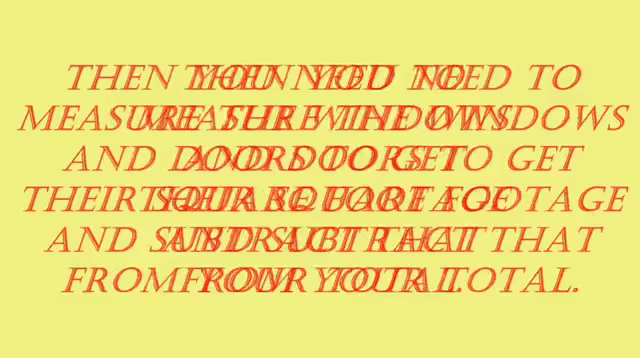 THEN YOU NEED TO
MEASURE THE WINDOWS
AND DOORS TO GET
THEIR SQUARE FOOTAGE
AND SUBTRACT THAT
FROM YOUR TOTAL.